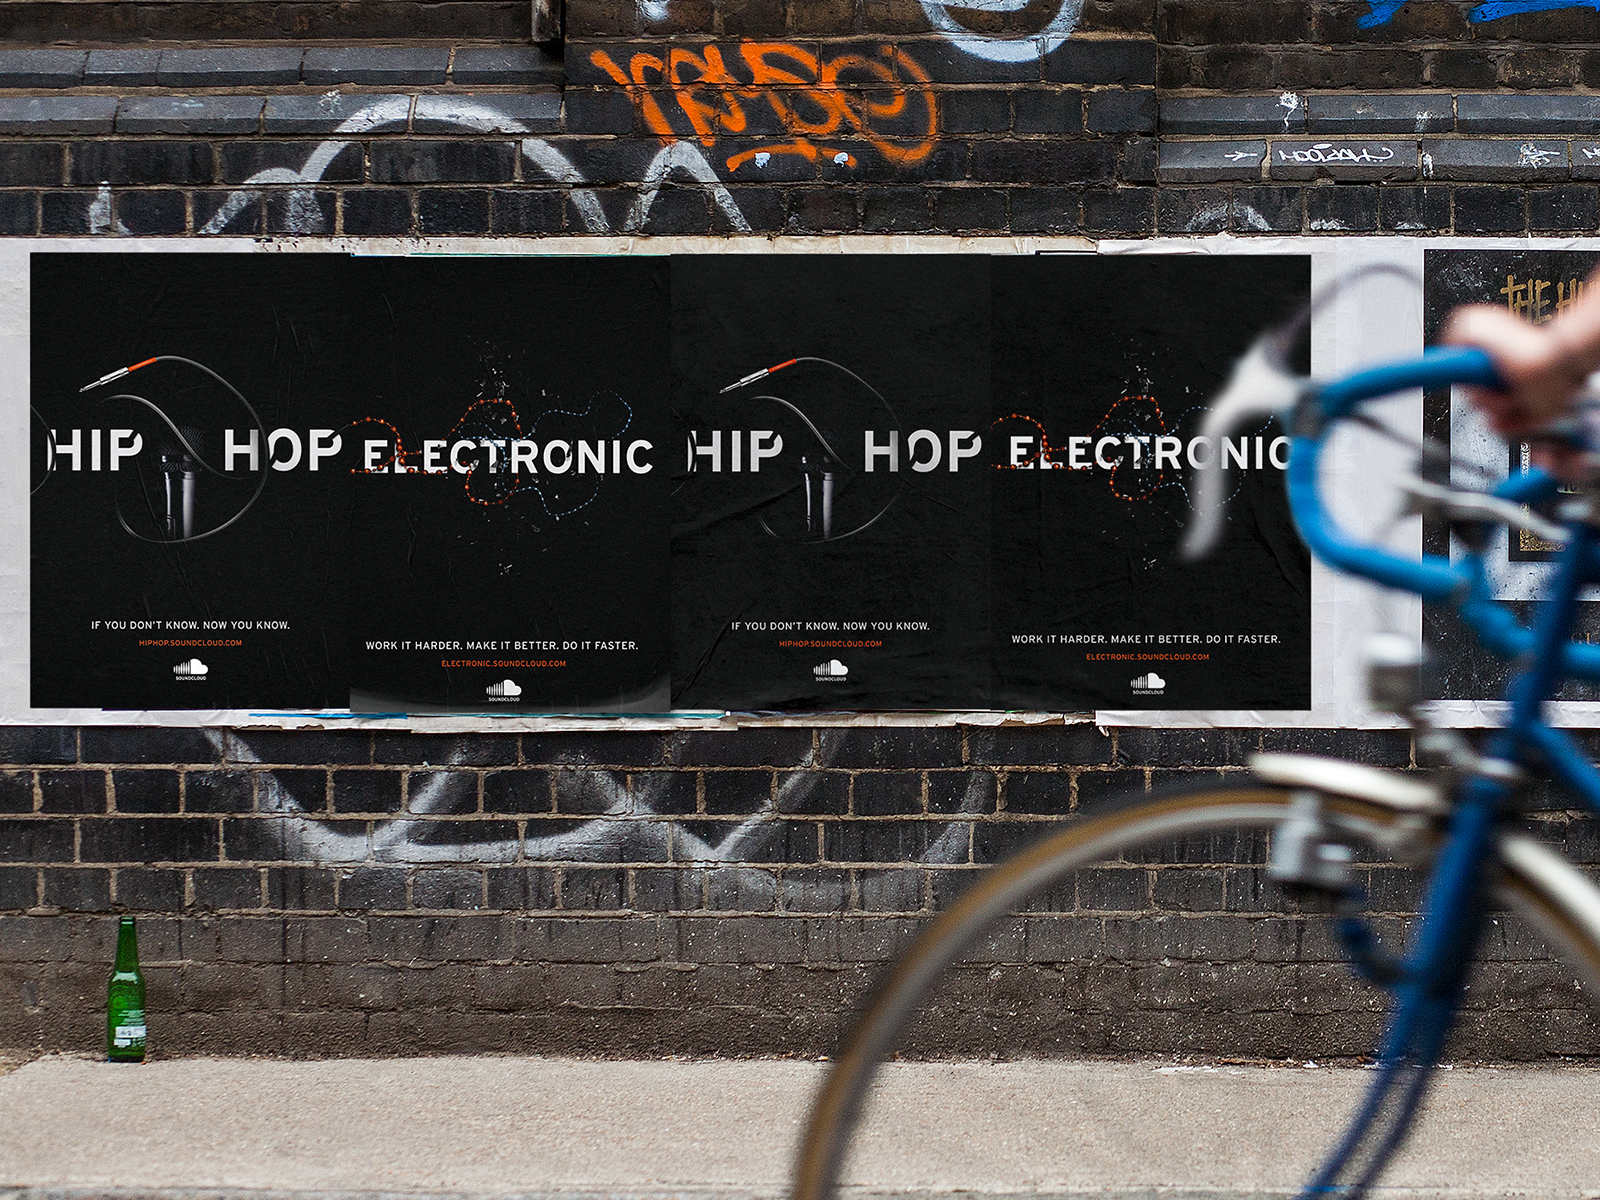 HIP HOP
IF YOU DON'T KNOW. NOW YOU KNOW.
HIPHOP.SOUNDCLOUD.COM
SOUNDCLOUD
ELECTRONIC
WORK IT HARDER. MAKE IT BETTER. DO IT FASTER.
ELECTRONIC.SOUNDCLOUD.COM
SOUNDCLOUD
HIP HOP
IF YOU DON'T KNOW. NOW YOU KNOW.
HIPHOP.SOUNDCLOUD.COM
SOUNDCLOUD
ELECTRONIC
WORK IT HARDER. MAKE IT BETTER. DO IT FASTER.
ELECTRONIC.SOUNDCLOUD.COM
SOUNDCLOUD
THE